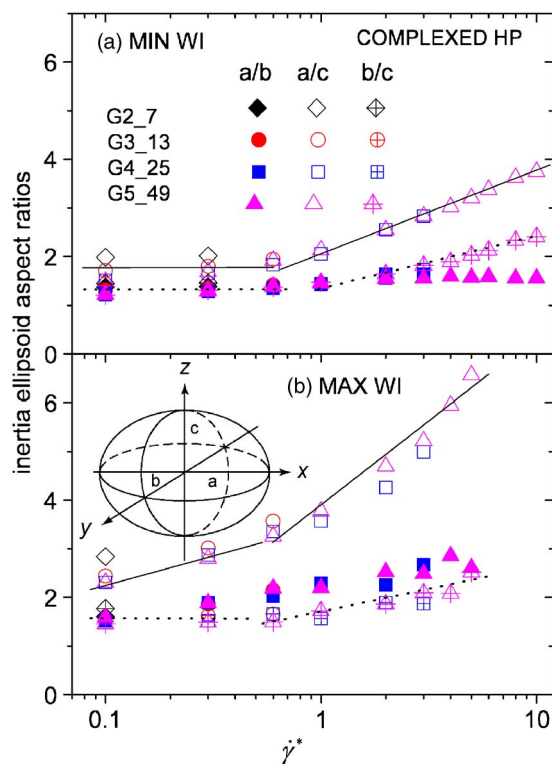 (a) MIN WI COMPLEXED HP
a/b a/c b/c
G2_7
G3_13
G4_25
G5_49
6
4
2
0
inertia ellipsoid aspect ratios
(b) MAX WI
z
c
b a x
y
6
4
2
0
0.1 1 10
γ̇*